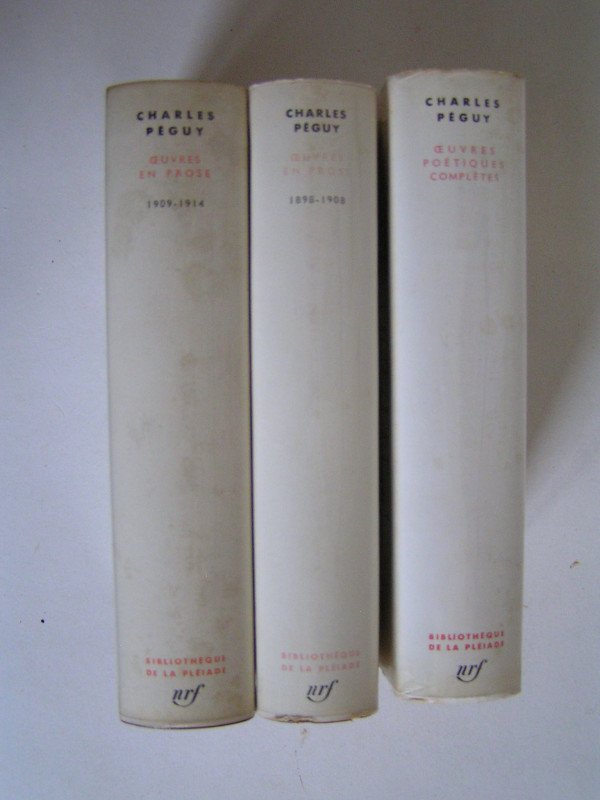 CHARLES
PÉGUY
ŒUVRES
EN PROSE
1909-1914
BIBLIOTHÈQUE
DE LA PLÉIADE
nrf
CHARLES
PÉGUY
ŒUVRES
EN PROSE
1898-1908
BIBLIOTHÈQUE
DE LA PLÉIADE
nrf
CHARLES
PÉGUY
ŒUVRES
POÉTIQUES
COMPLÈTES
BIBLIOTHÈQUE
DE LA PLÉIADE
nrf